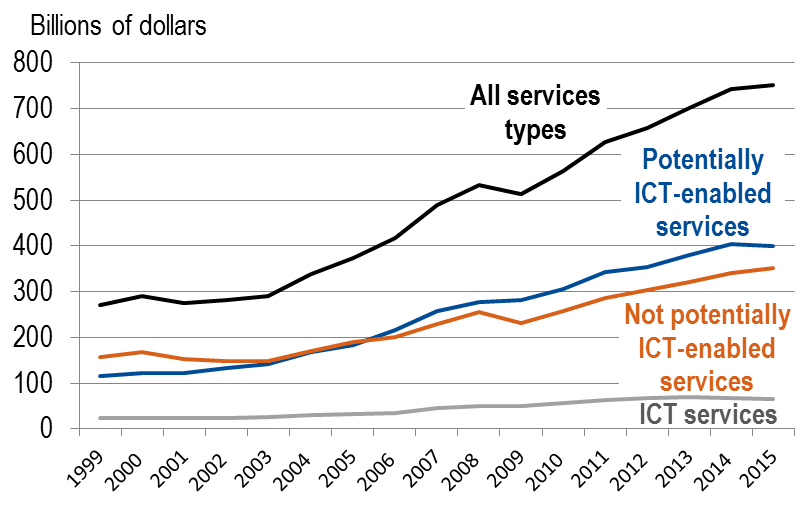 Billions of dollars
800
700
600
500
400
300
200
100
0
All services
types
Potentially
ICT-enabled
services
Not potentially
ICT-enabled
services
ICT services
1999
2000
2001
2002
2003
2004
2005
2006
2007
2008
2009
2010
2011
2012
2013
2014
2015